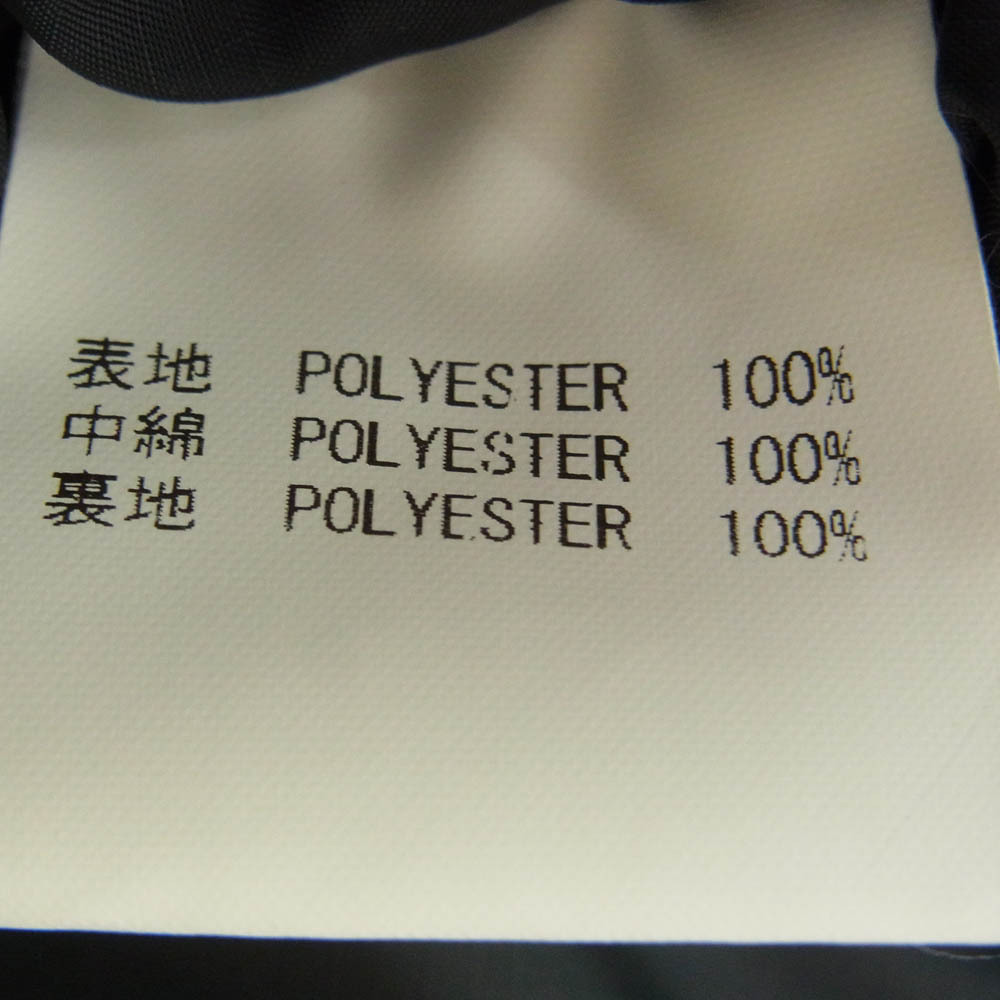 表地 POLYESTER 100%
中綿 POLYESTER 100%
裏地 POLYESTER 100%